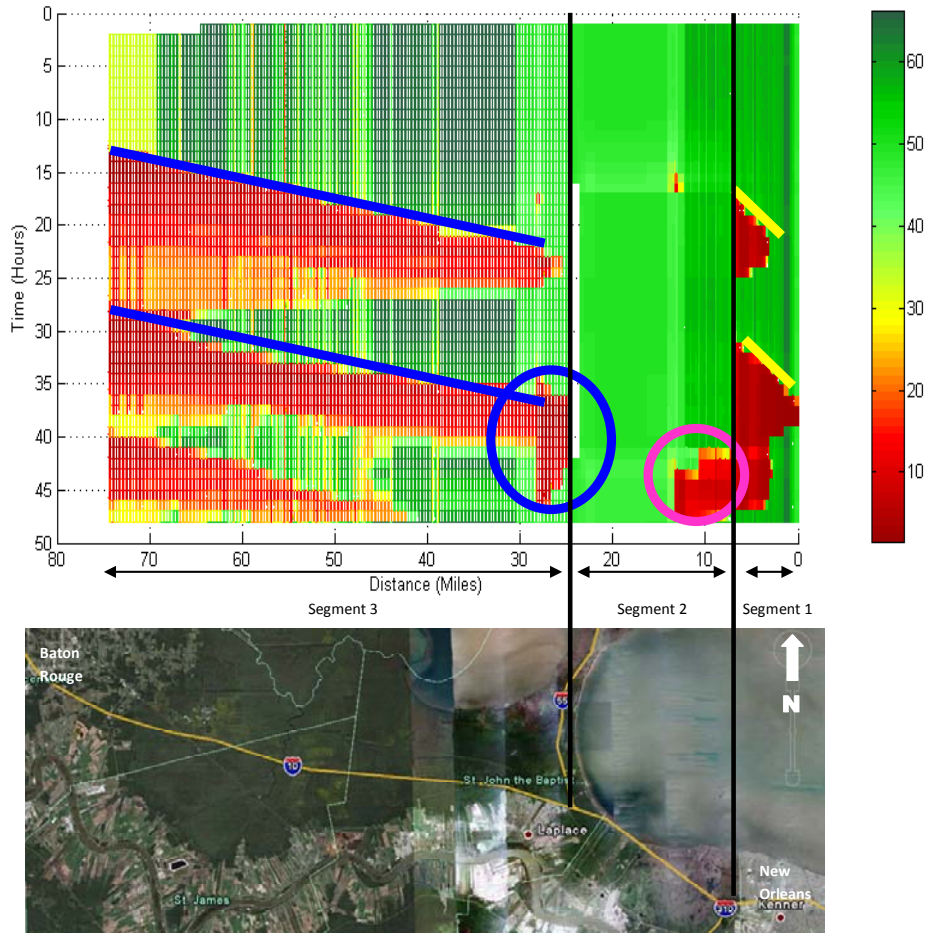 0
5
10
15
20
25
30
35
40
45
50
Time (Hours)
80 70 60 50 40 30 20 10 0
Distance (Miles)
60
50
40
30
20
10
Segment 3 Segment 2 Segment 1
Baton
Rouge
N
55
10
St John the Baptist
Laplace
St. James
New
Orleans
310
Kenner